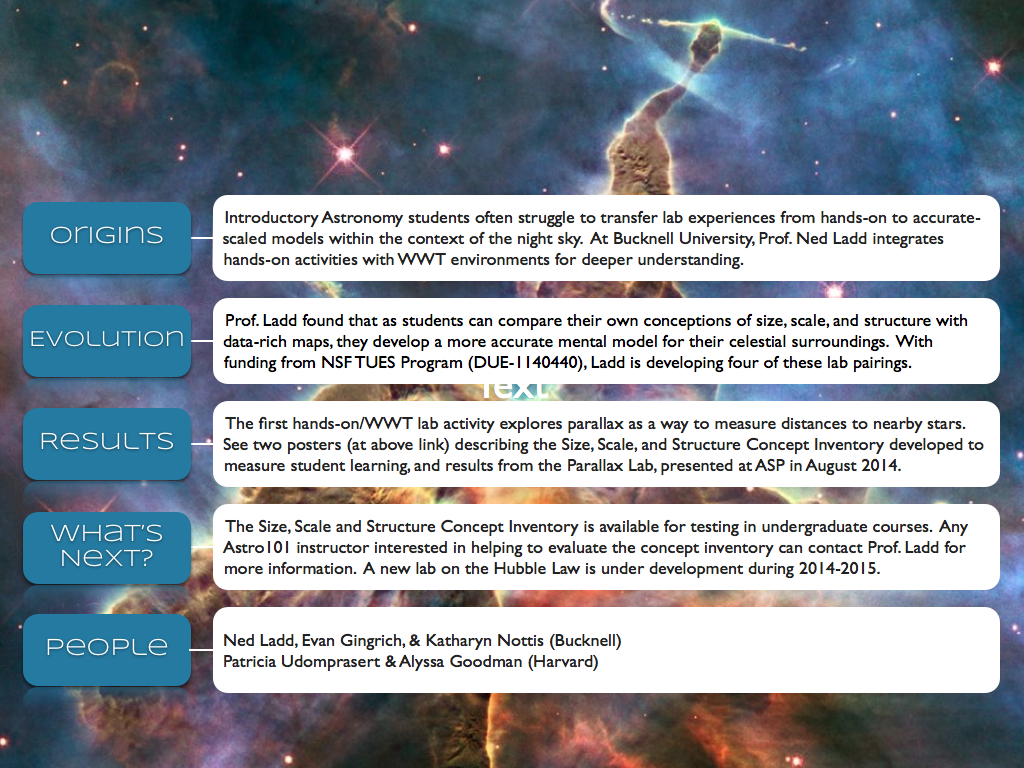 Origins
Introductory Astronomy students often struggle to transfer lab experiences from hands-on to accurate-
scaled models within the context of the night sky. At Bucknell University, Prof. Ned Ladd integrates
hands-on activities with WWT environments for deeper understanding.
Evolution
Prof. Ladd found that as students can compare their own conceptions of size, scale, and structure with
data-rich maps, they develop a more accurate mental model for their celestial surroundings. With
funding from NSF TUES Program (DUE-1140440), Ladd is developing four of these lab pairings.
Text
Results
The first hands-on/WWT lab activity explores parallax as a way to measure distances to nearby stars.
See two posters (at above link) describing the Size, Scale, and Structure Concept Inventory developed to
measure student learning, and results from the Parallax Lab, presented at ASP in August 2014.
What's
Next?
The Size, Scale and Structure Concept Inventory is available for testing in undergraduate courses. Any
Astro101 instructor interested in helping to evaluate the concept inventory can contact Prof. Ladd for
more information. A new lab on the Hubble Law is under development during 2014-2015.
People
Ned Ladd, Evan Gingrich, & Katharyn Nottis (Bucknell)
Patricia Udomprasert & Alyssa Goodman (Harvard)